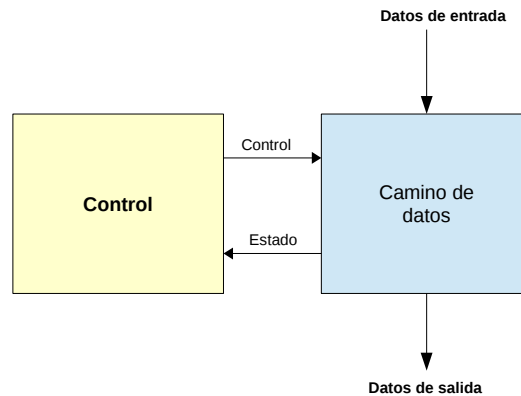 Datos de entrada
Control
Control
Camino de
datos
Estado
Datos de salida